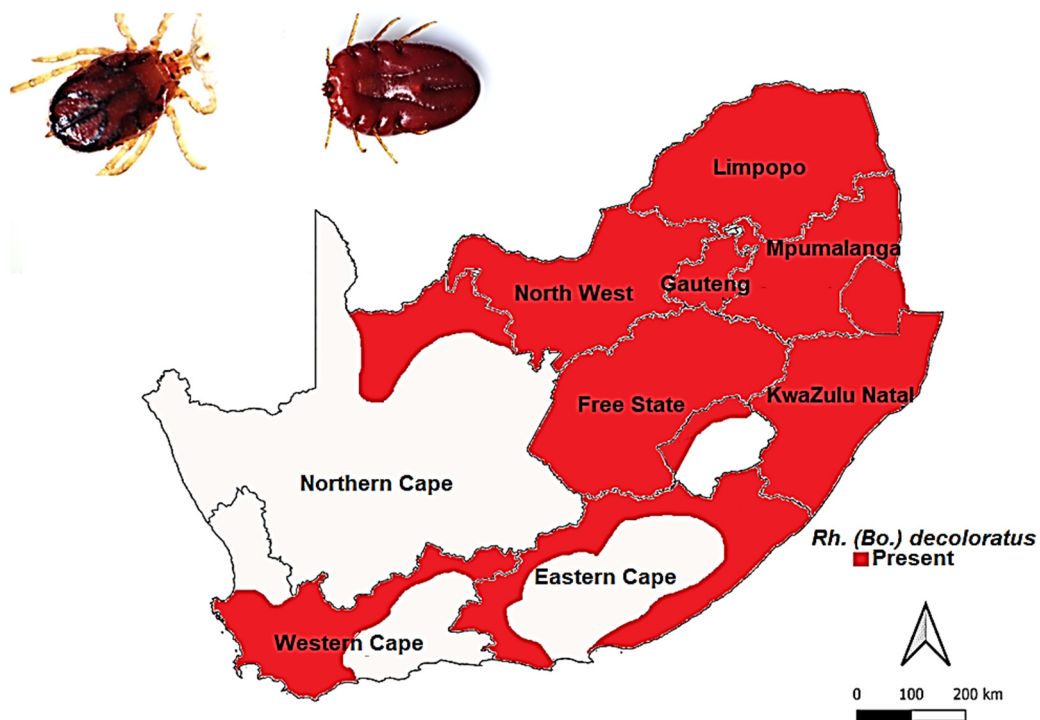 Limpopo
Mpumalanga
Gauteng
North West
KwaZulu Natal
Free State
Northern Cape
Rh. (Bo.) decoloratus
Present
Eastern Cape
Western Cape
0 100 200 km